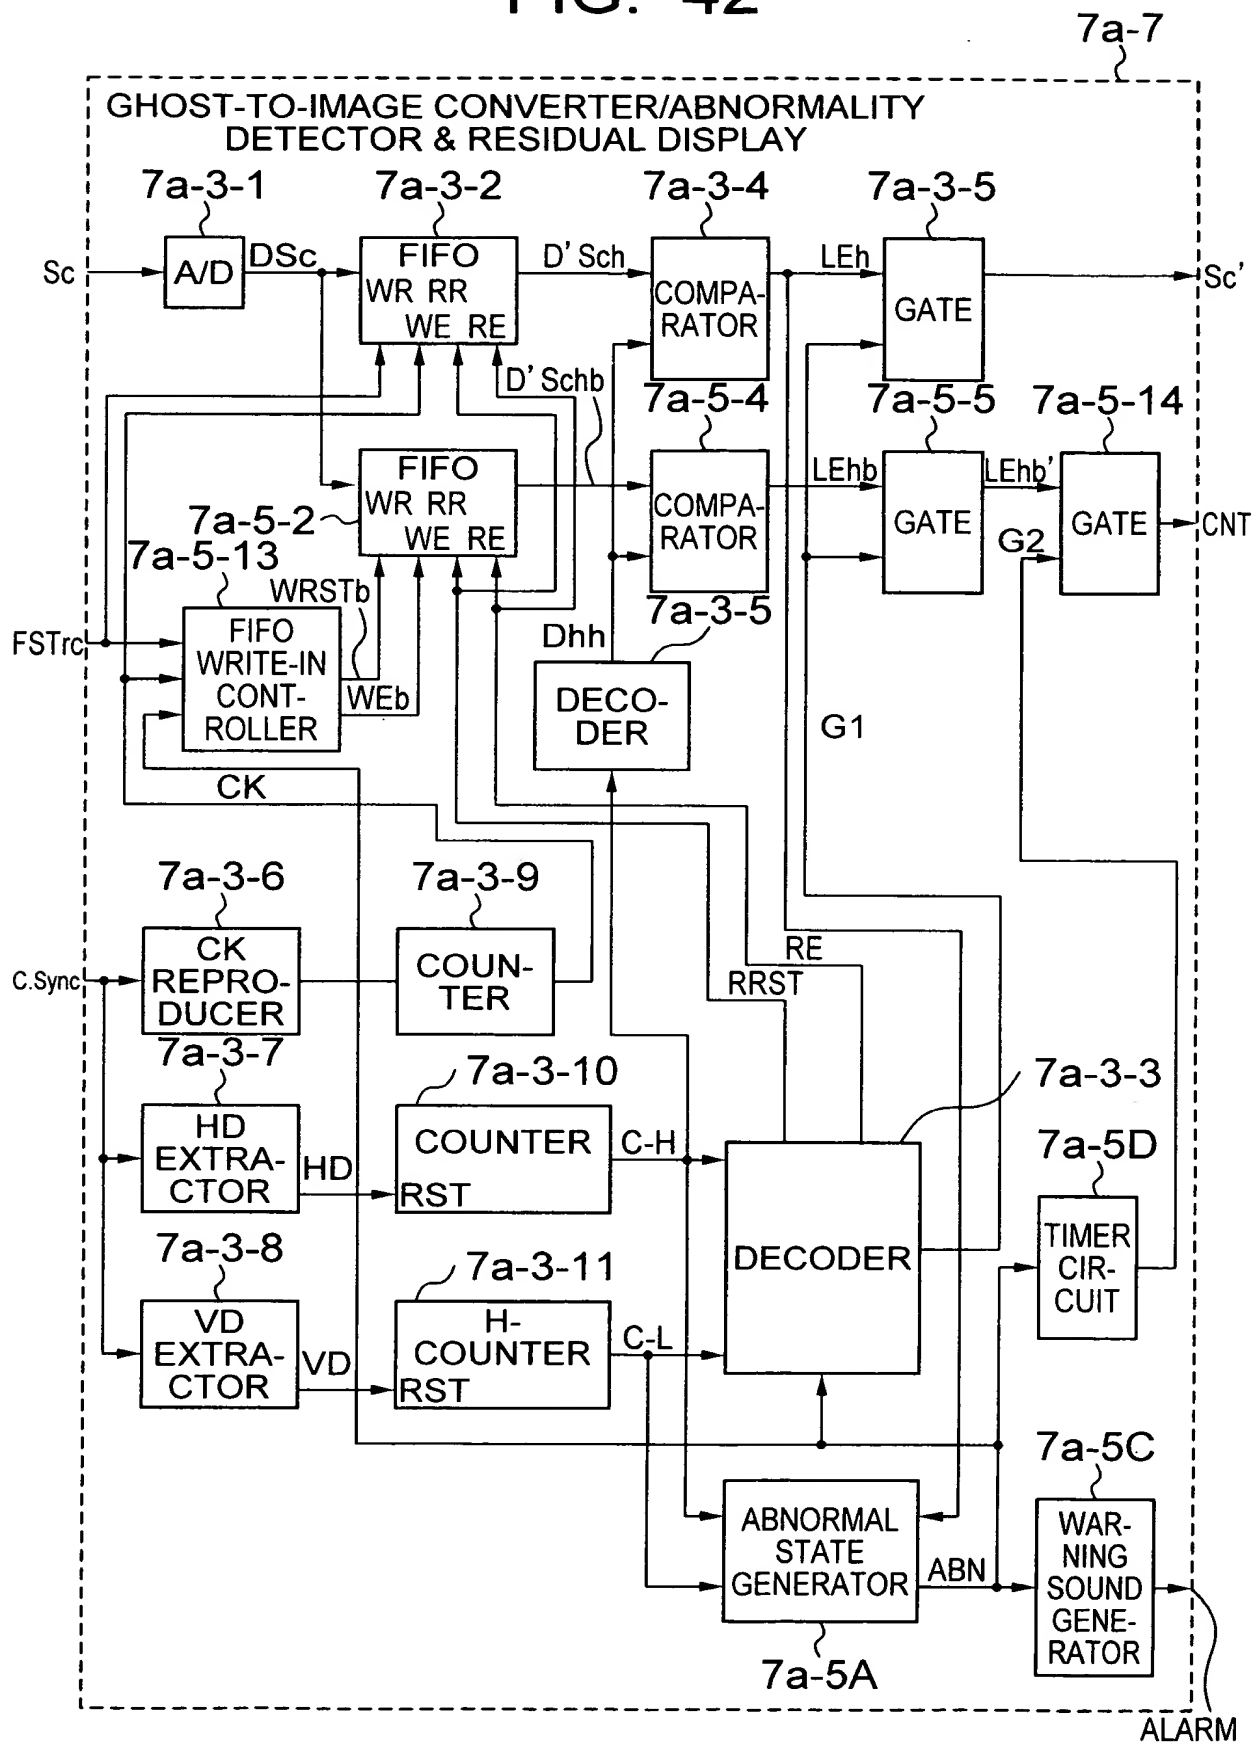 FIG. 42
7a-7
GHOST-TO-IMAGE CONVERTER/ABNORMALITY
DETECTOR & RESIDUAL DISPLAY
7a-3-1
7a-3-2
7a-3-4
7a-3-5
Sc
A/D
DSc
FIFO
WR RR
WE RE
D' Sch
COMPA-
RATOR
LEh
GATE
Sc'
D' Schb
7a-5-4
7a-5-5
7a-5-14
FIFO
WR RR
WE RE
7a-5-2
COMPA-
RATOR
LEhb
GATE
LEhb'
G2
GATE
CNT
7a-5-13
WRSTb
FSTrc
FIFO
WRITE-IN
CONT-
ROLLER
WEb
Dhh
7a-3-5
DECO-
DER
G1
CK
7a-3-6
7a-3-9
C.Sync
CK
REPRO-
DUCER
COUN-
TER
RE
RRST
7a-3-7
7a-3-10
7a-3-3
HD
EXTRA-
CTOR
HD
COUNTER
RST
C-H
DECODER
7a-5D
TIMER
CIR-
CUIT
7a-3-8
7a-3-11
VD
EXTRA-
CTOR
VD
H-
COUNTER
RST
C-L
7a-5C
ABNORMAL
STATE
GENERATOR
ABN
WAR-
NING
SOUND
GENE-
RATOR
7a-5A
ALARM